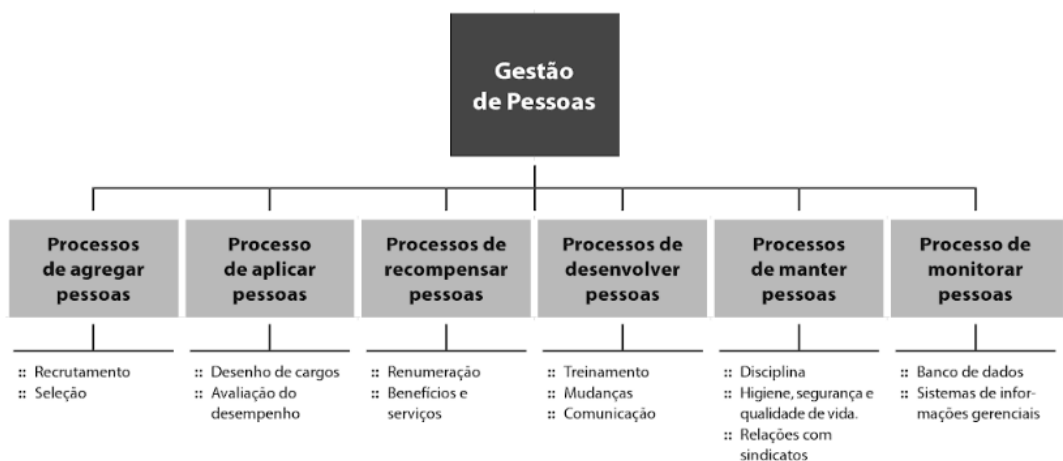 Gestão
de Pessoas
Processos
de agregar
pessoas
Processo
de aplicar
pessoas
Processos de
recompensar
pessoas
Processos de
desenvolver
pessoas
Processos
de manter
pessoas
Processo de
monitorar
pessoas
:: Recrutamento
:: Seleção
:: Desenho de cargos
:: Avaliação do
desempenho
:: Renumeração
:: Benefícios e
serviços
:: Treinamento
:: Mudanças
:: Comunicação
:: Disciplina
:: Higiene, segurança e
qualidade de vida.
:: Relações com
sindicatos
:: Banco de dados
:: Sistemas de infor-
mações gerenciais